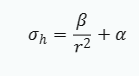 σₕ = β/r² + α